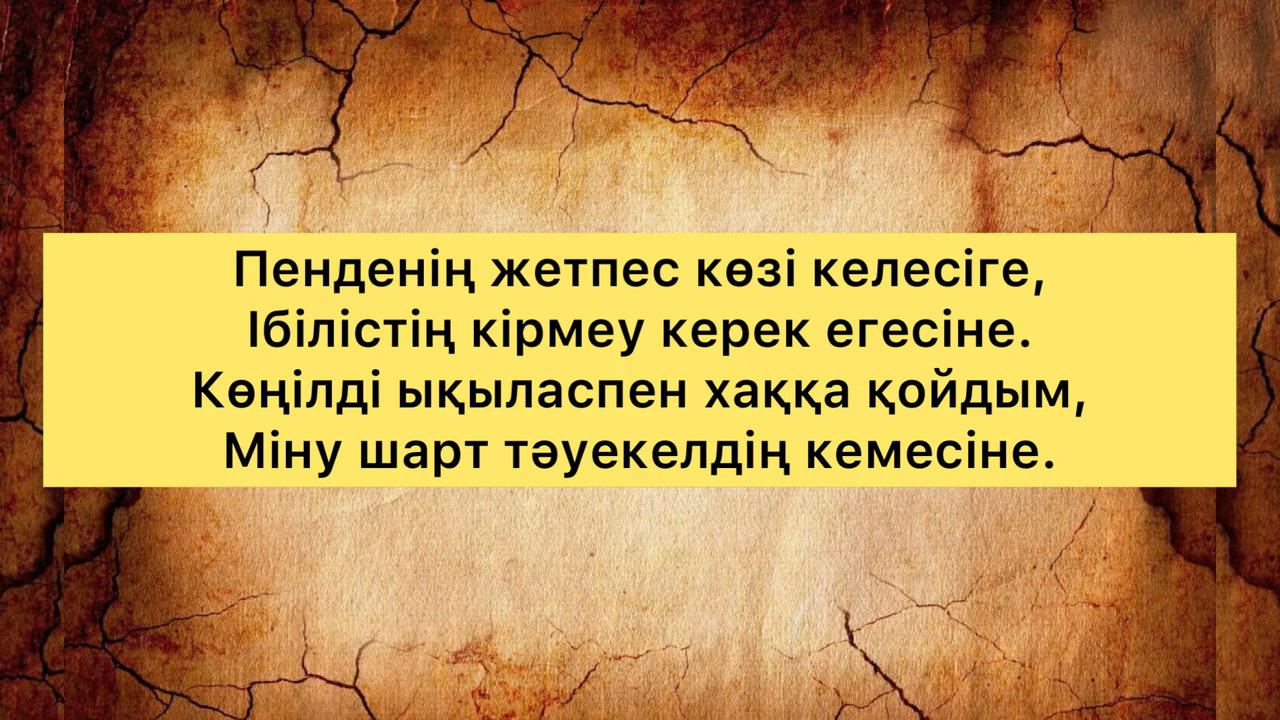 Пенденің жетпес көзі келесіге,
Ібілістің кірмеу керек егесіне.
Көңілді ықыласпен хаққа қойдым,
Міну шарт тәуекелдің кемесіне.